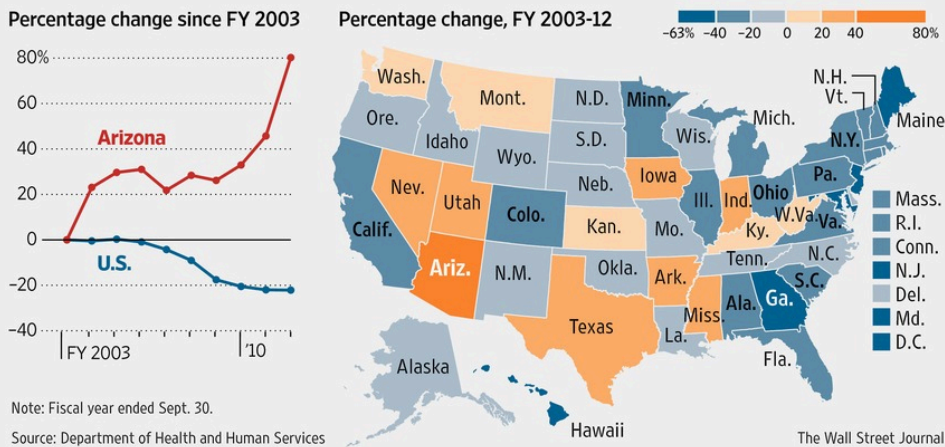 Percentage change since FY 2003
80%
60
40
20
0
−20
−40
Arizona
U.S.
FY 2003
'10
Note: Fiscal year ended Sept. 30.
Source: Department of Health and Human Services
Percentage change, FY 2003-12
−63% −40 −20 0 20 40 80%
Wash.
Mont.
N.D.
Minn.
N.H.
Vt.
Mich.
Maine
Ore.
Idaho
S.D.
Wis.
N.Y.
Wyo.
Iowa
Pa.
Neb.
Nev.
Utah
Colo.
Ill.
Ind.
Ohio
W.Va.
Va.
Calif.
Kan.
Mo.
Ky.
N.C.
Tenn.
Ariz.
N.M.
Okla.
Ark.
S.C.
Miss.
Ala.
Ga.
Texas
La.
Fla.
Alaska
Hawaii
Mass.
R.I.
Conn.
N.J.
Del.
Md.
D.C.
The Wall Street Journal